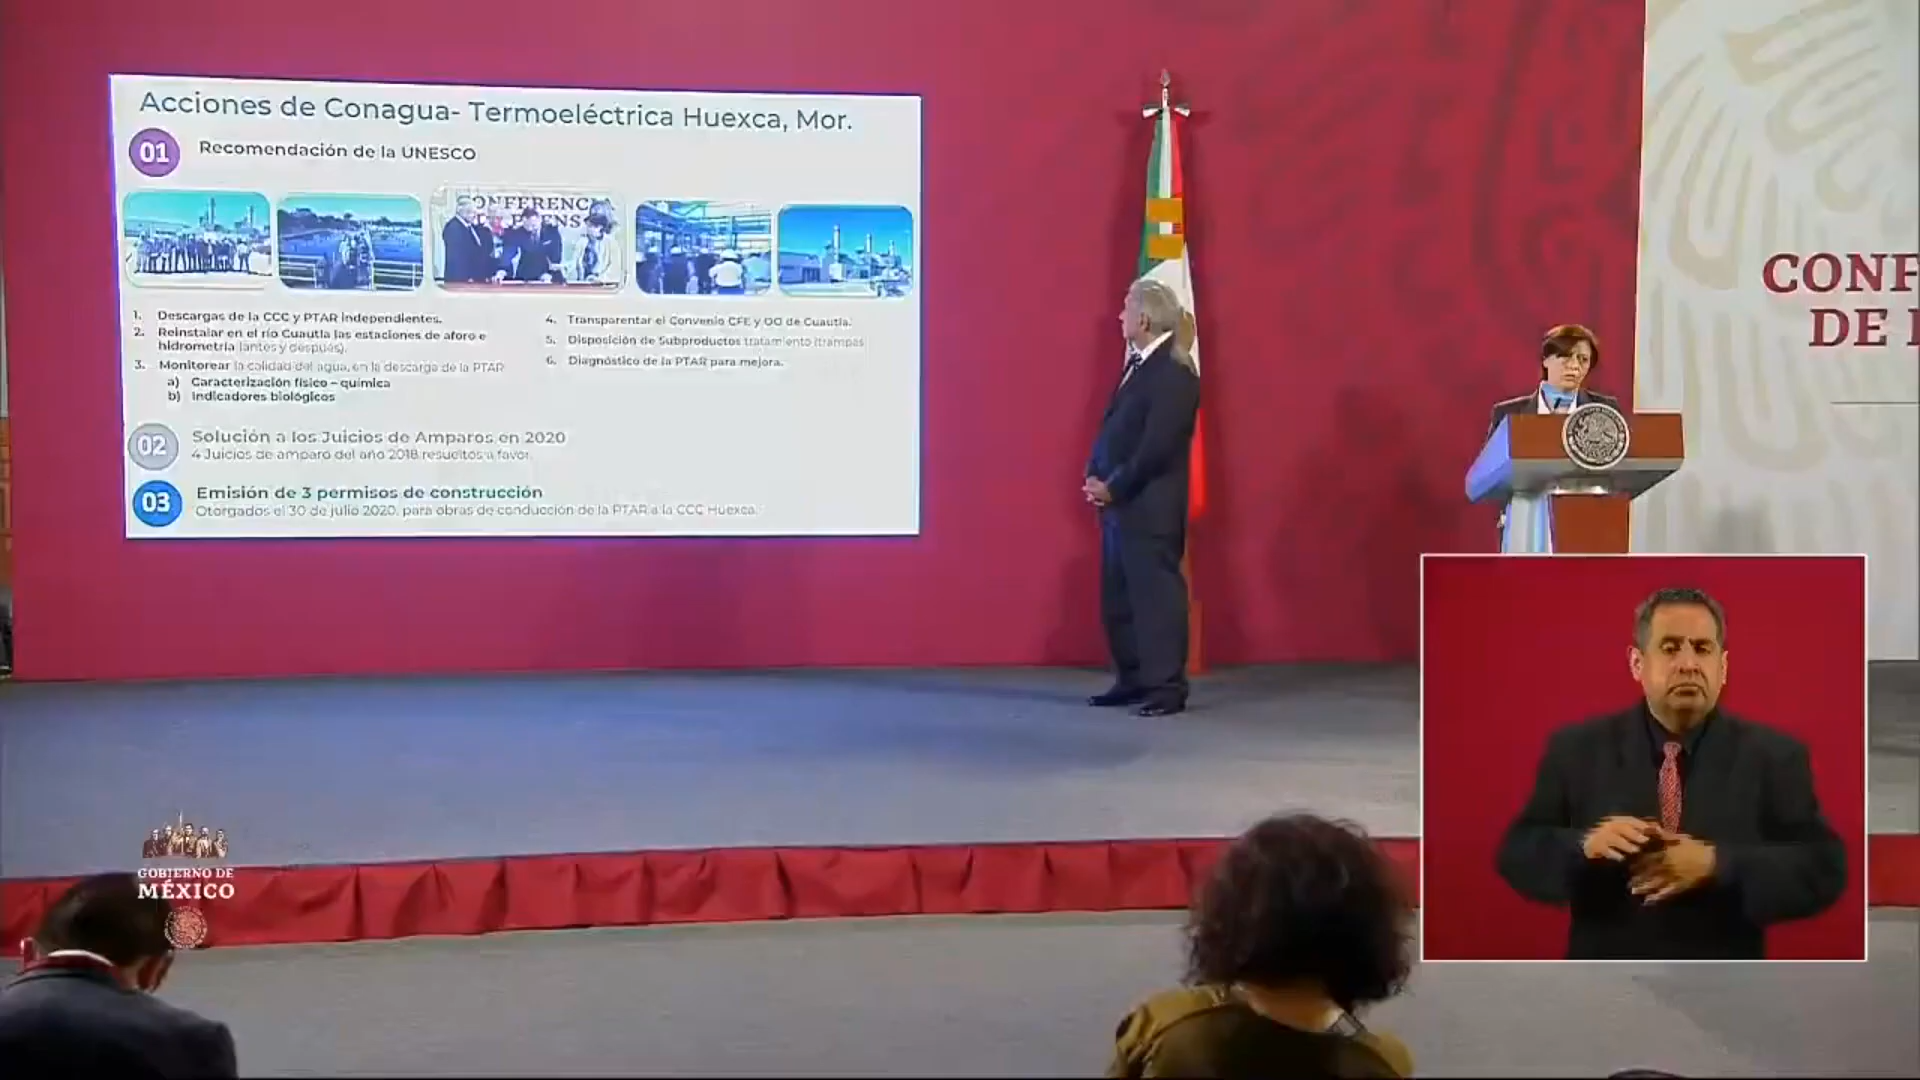 Acciones de Conagua- Termoeléctrica Huexca, Mor.
01
Recomendación de la UNESCO
CONFERENCIA
1. Descargas de la CCC y PTAR independientes.
2. Reinstalar en el río Cuautla las estaciones de aforo e
hidrometría (antes y después).
3. Monitorear la calidad del agua, en la descarga de la PTAR
a) Caracterización físico – química
b) Indicadores biológicos
4. Transparentar el Convenio CFE y OO de Cuautla.
5. Disposición de Subproductos tratamiento (trampas
6. Diagnóstico de la PTAR para mejora.
02
Solución a los Juicios de Amparos en 2020
4 Juicios de amparo del año 2018 resueltos a favor.
03
Emisión de 3 permisos de construcción
Otorgados el 30 de julio 2020, para obras de conducción de la PTAR a la CCC Huexca.
CONF
DE
GOBIERNO DE
MÉXICO